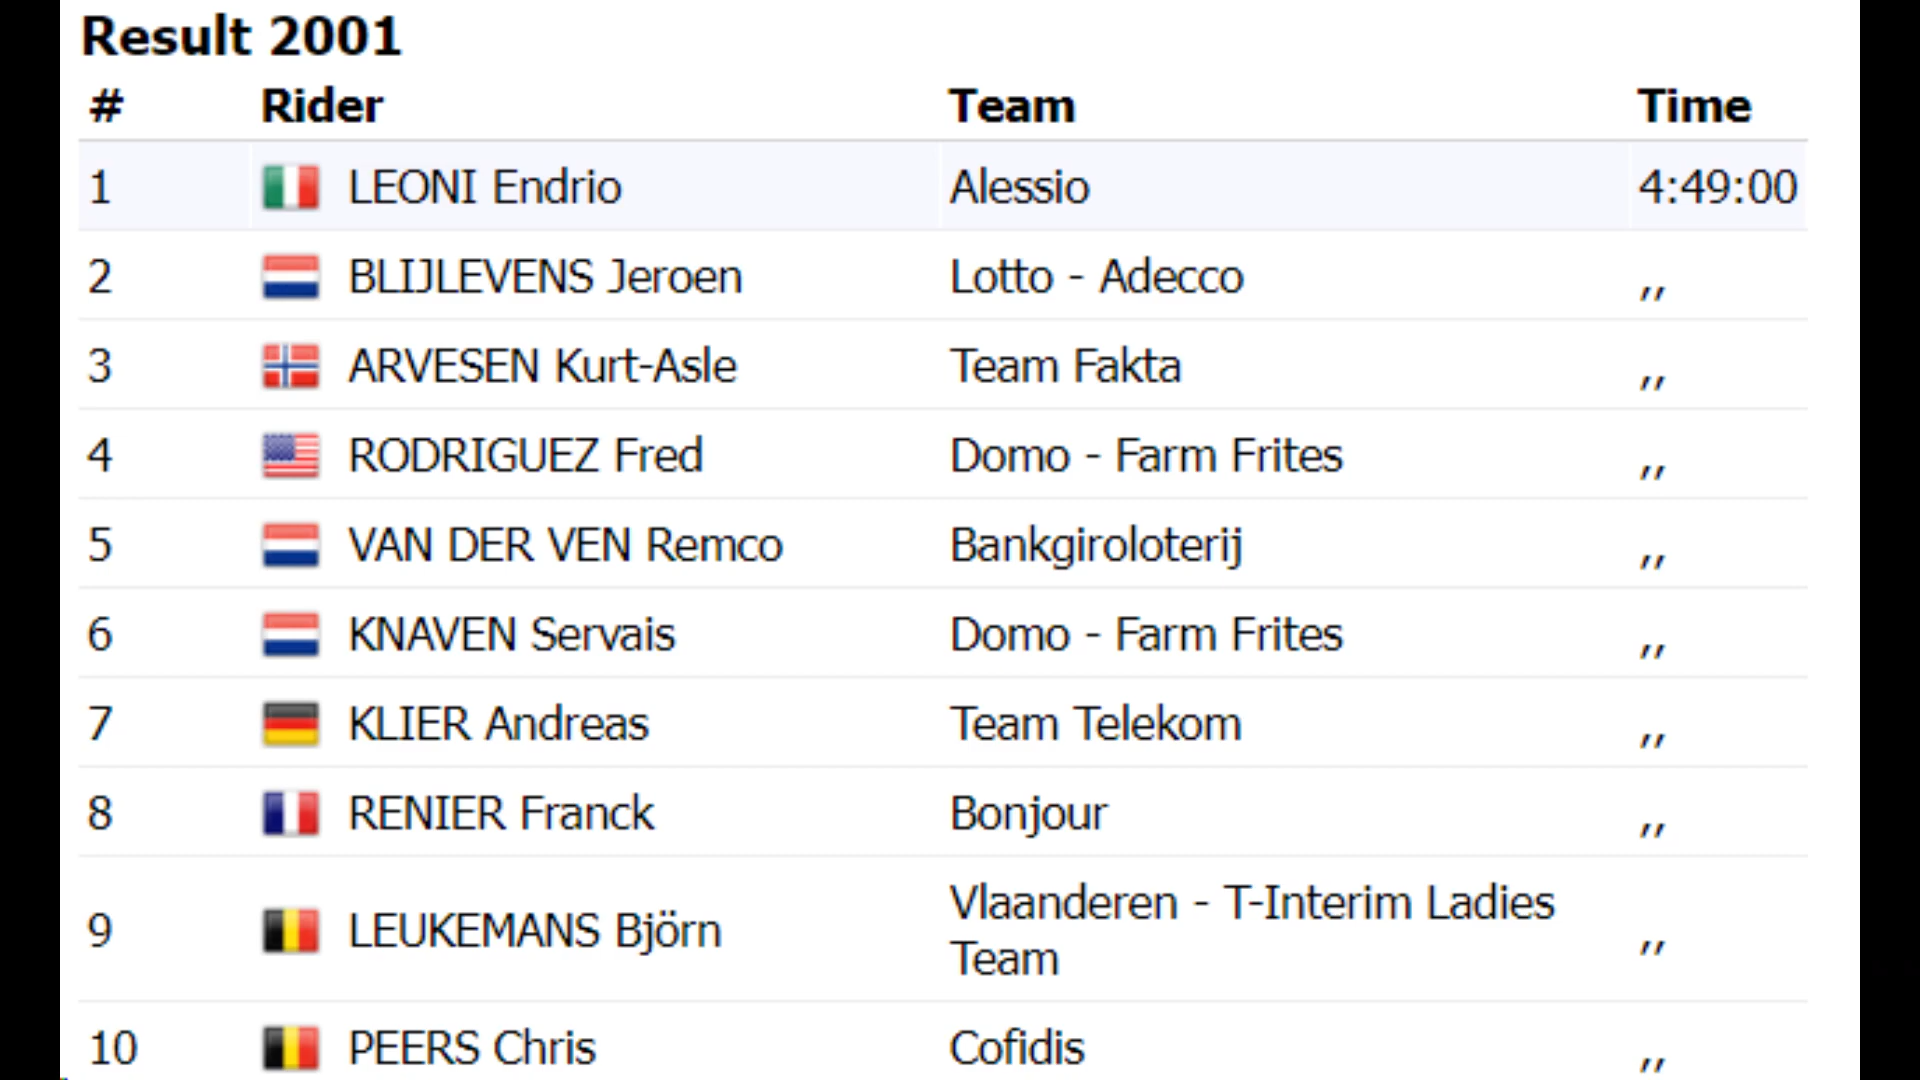 Result 2001
# Rider Team Time
1 LEONI Endrio Alessio 4:49:00
2 BLIJLEVENS Jeroen Lotto - Adecco ,,
3 ARVESEN Kurt-Asle Team Fakta ,,
4 RODRIGUEZ Fred Domo - Farm Frites ,,
5 VAN DER VEN Remco Bankgiroloterij ,,
6 KNAVEN Servais Domo - Farm Frites ,,
7 KLIER Andreas Team Telekom ,,
8 RENIER Franck Bonjour ,,
9 LEUKEMANS Björn Vlaanderen - T-Interim Ladies
Team ,,
10 PEERS Chris Cofidis ,,